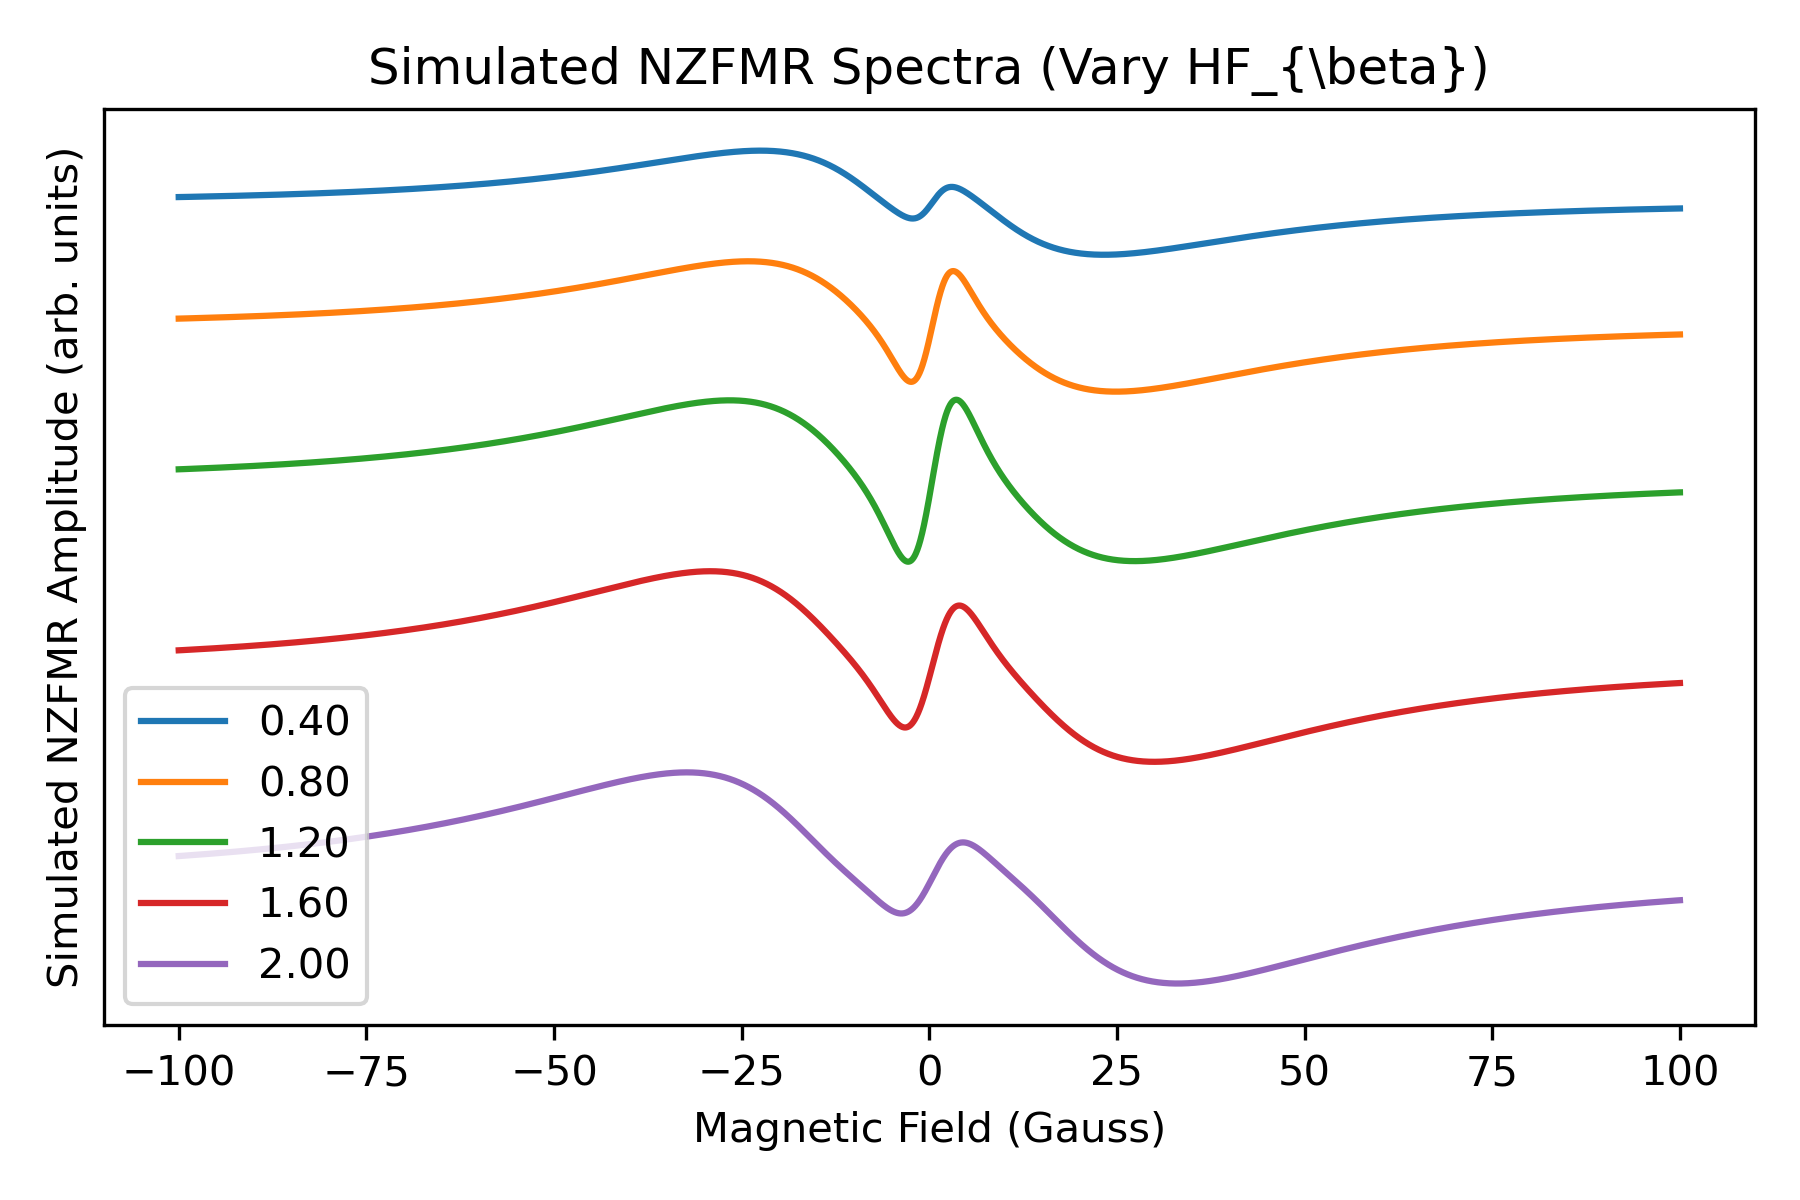 Simulated NZFMR Spectra (Vary HF_{\beta})
Simulated NZFMR Amplitude (arb. units)
0.40
0.80
1.20
1.60
2.00
−100 −75 −50 −25 0 25 50 75 100
Magnetic Field (Gauss)